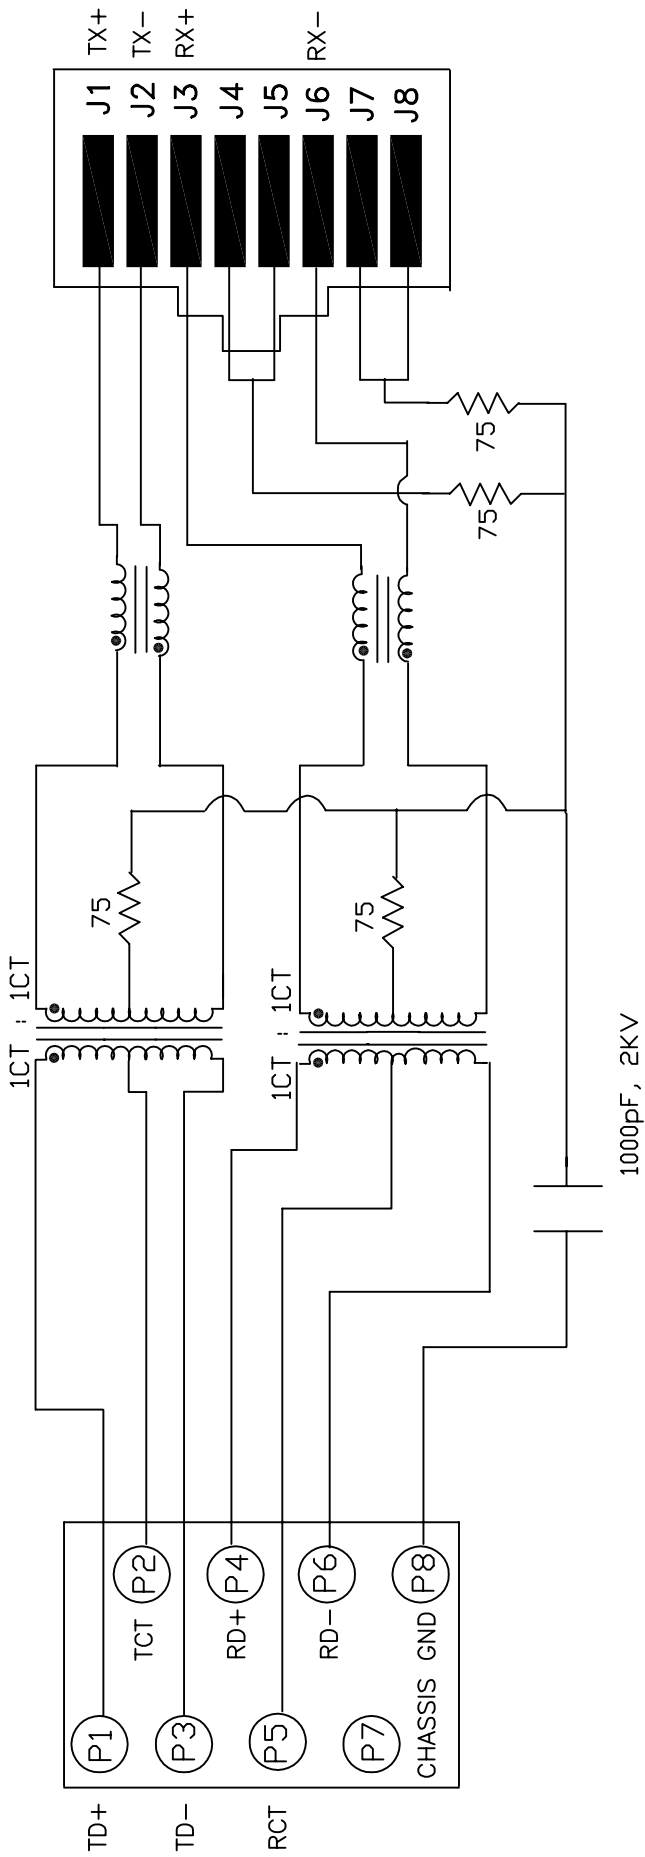 TX+
TX-
RX+
RX-
J1
J2
J3
J4
J5
J6
J7
J8
75
75
75
75
1CT : 1CT
1CT : 1CT
1000pF, 2KV
P1
P2
P3
P4
P5
P6
P7
P8
TCT
RD+
RD-
CHASSIS GND
TD+
TD-
RCT